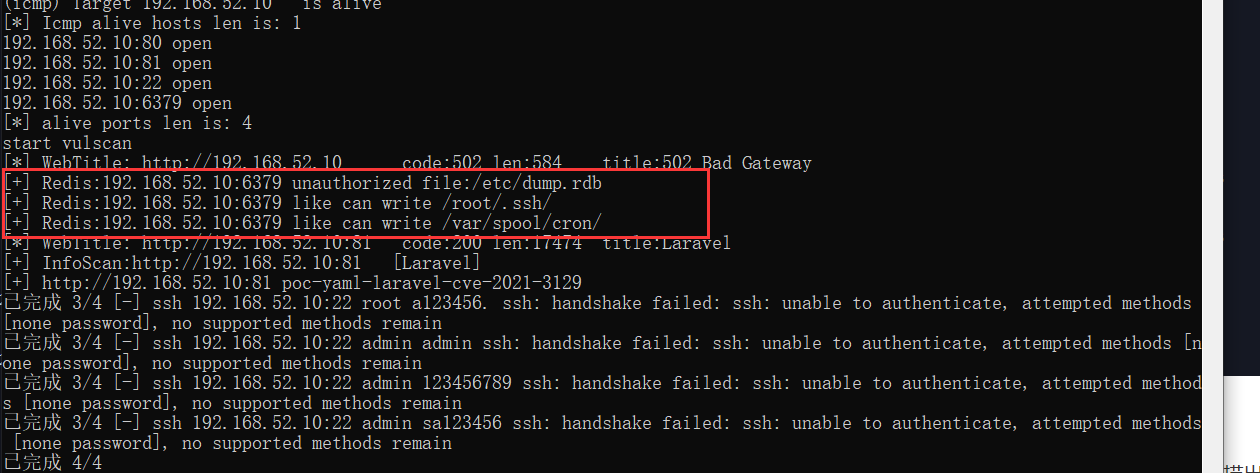 (icmp) Target 192.168.52.10   is alive
[*] Icmp alive hosts len is: 1
192.168.52.10:80 open
192.168.52.10:81 open
192.168.52.10:22 open
192.168.52.10:6379 open
[*] alive ports len is: 4
start vulscan
[*] WebTitle: http://192.168.52.10      code:502 len:584    title:502 Bad Gateway
[+] Redis:192.168.52.10:6379 unauthorized file:/etc/dump.rdb
[+] Redis:192.168.52.10:6379 like can write /root/.ssh/
[+] Redis:192.168.52.10:6379 like can write /var/spool/cron/
[*] WebTitle: http://192.168.52.10:81   code:200 len:17474  title:Laravel
[+] InfoScan:http://192.168.52.10:81   [Laravel]
[+] http://192.168.52.10:81 poc-yaml-laravel-cve-2021-3129
已完成 3/4 [-] ssh 192.168.52.10:22 root a123456. ssh: handshake failed: ssh: unable to authenticate, attempted methods
[none password], no supported methods remain
已完成 3/4 [-] ssh 192.168.52.10:22 admin admin ssh: handshake failed: ssh: unable to authenticate, attempted methods [n
one password], no supported methods remain
已完成 3/4 [-] ssh 192.168.52.10:22 admin 123456789 ssh: handshake failed: ssh: unable to authenticate, attempted method
s [none password], no supported methods remain
已完成 3/4 [-] ssh 192.168.52.10:22 admin sa123456 ssh: handshake failed: ssh: unable to authenticate, attempted methods
[none password], no supported methods remain
已完成 4/4